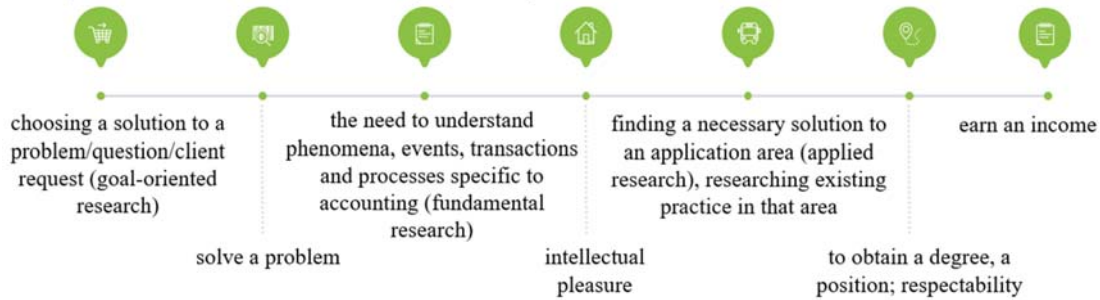 choosing a solution to a
problem/question/client
request (goal-oriented
research)
solve a problem
the need to understand
phenomena, events, transactions
and processes specific to
accounting (fundamental
research)
intellectual
pleasure
finding a necessary solution to
an application area (applied
research), researching existing
practice in that area
to obtain a degree, a
position; respectability
earn an income